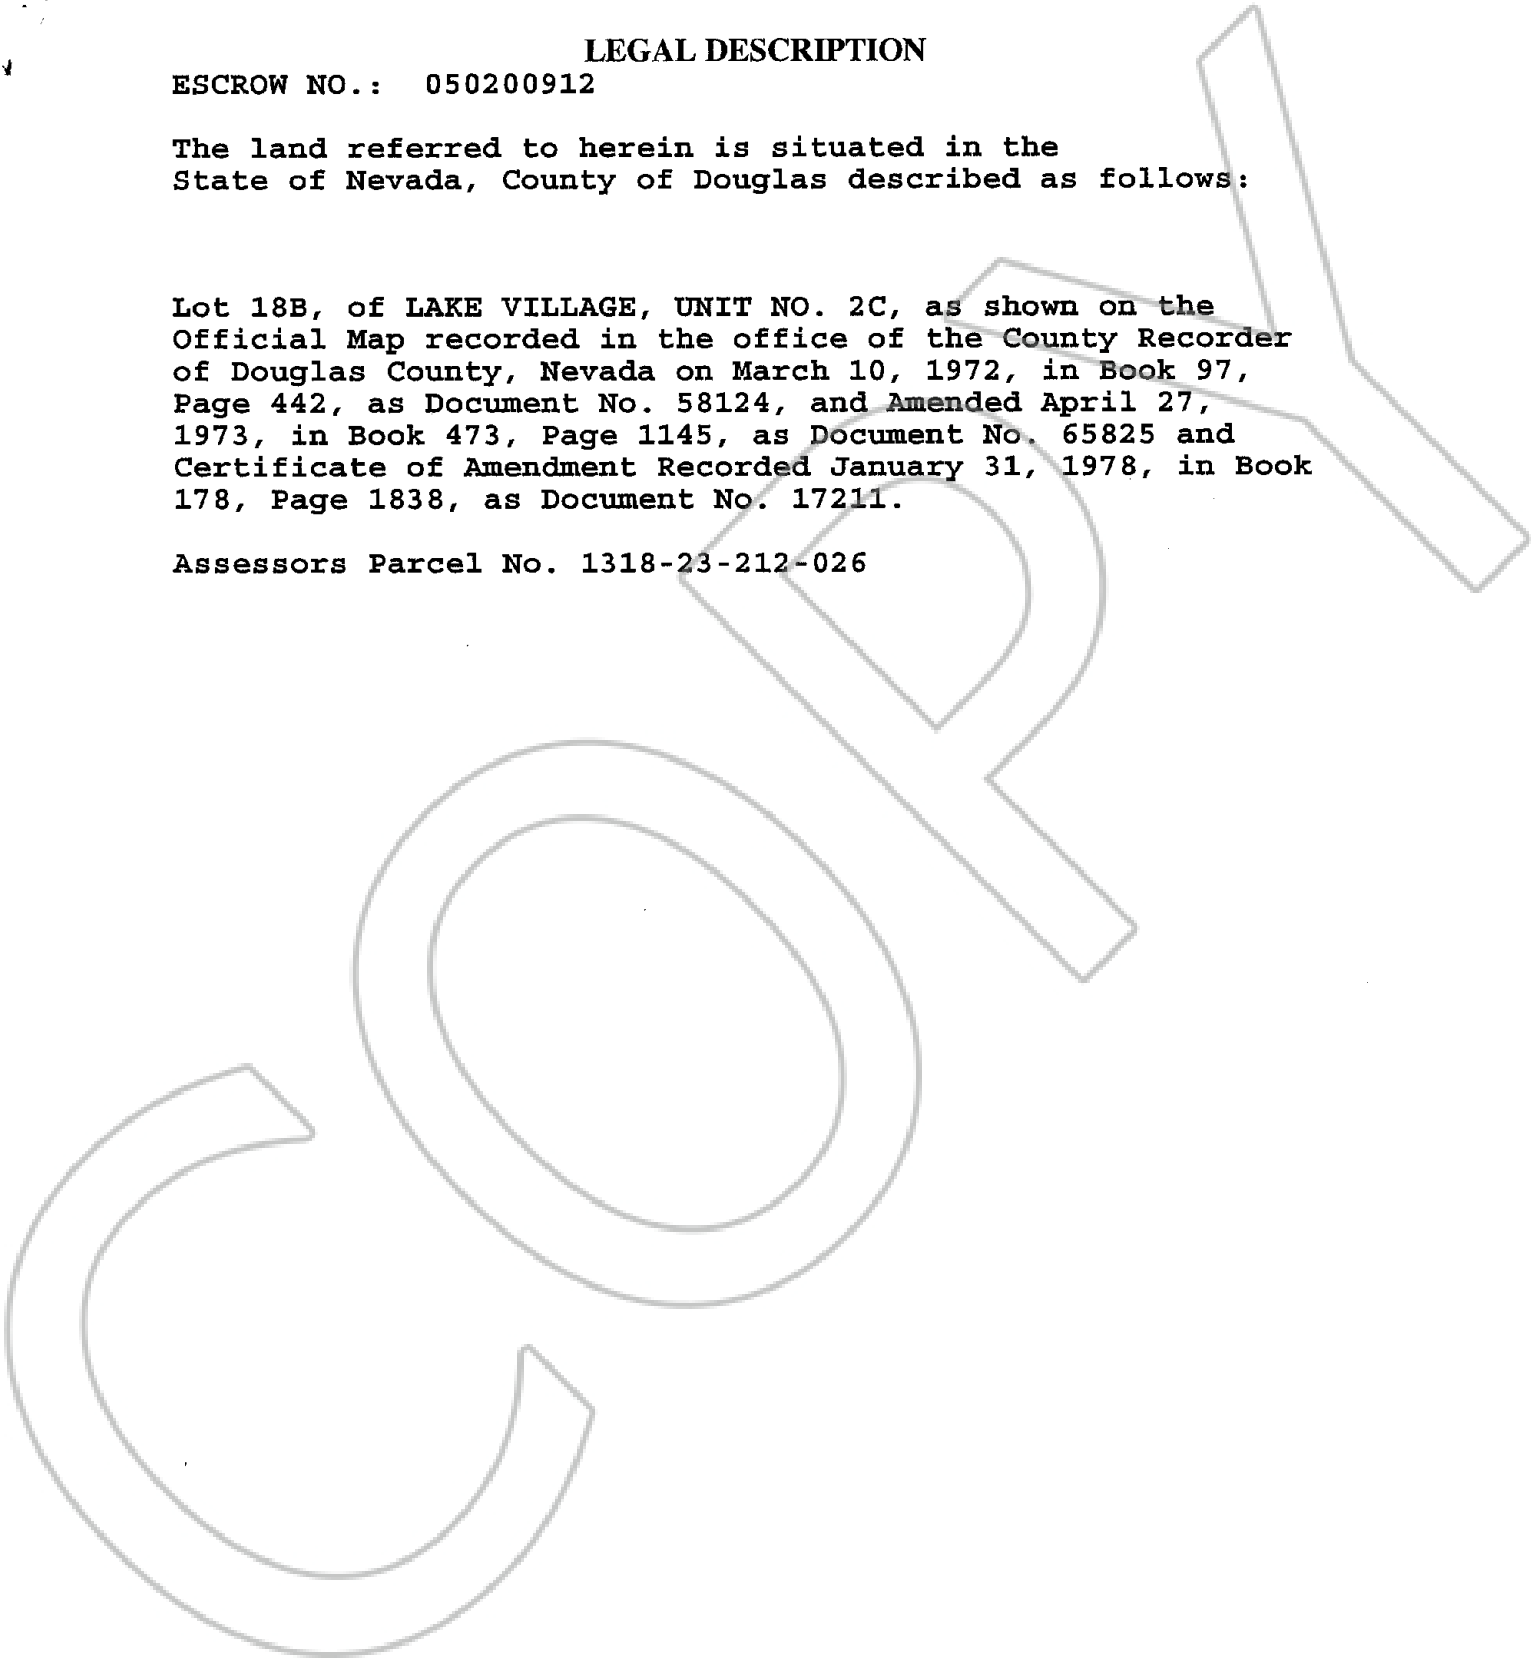 LEGAL DESCRIPTION
ESCROW NO.: 050200912
The land referred to herein is situated in the
State of Nevada, County of Douglas described as follows:
Lot 18B, of LAKE VILLAGE, UNIT NO. 2C, as shown on the
Official Map recorded in the office of the County Recorder
of Douglas County, Nevada on March 10, 1972, in Book 97,
Page 442, as Document No. 58124, and Amended April 27,
1973, in Book 473, Page 1145, as Document No. 65825 and
Certificate of Amendment Recorded January 31, 1978, in Book
178, Page 1838, as Document No. 17211.
Assessors Parcel No. 1318-23-212-026
COPY